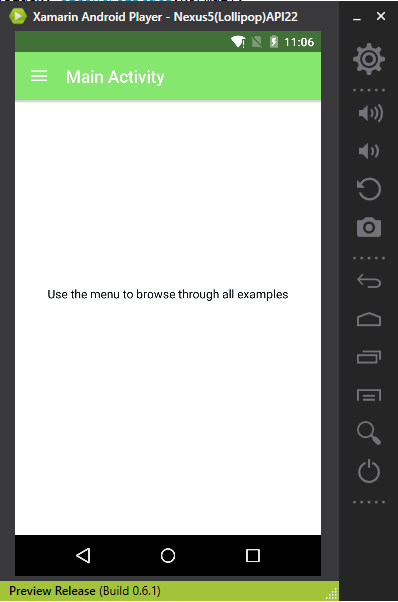 Xamarin Android Player - Nexus5(Lollipop)API22
11:06
Main Activity
Use the menu to browse through all examples
Preview Release (Build 0.6.1)